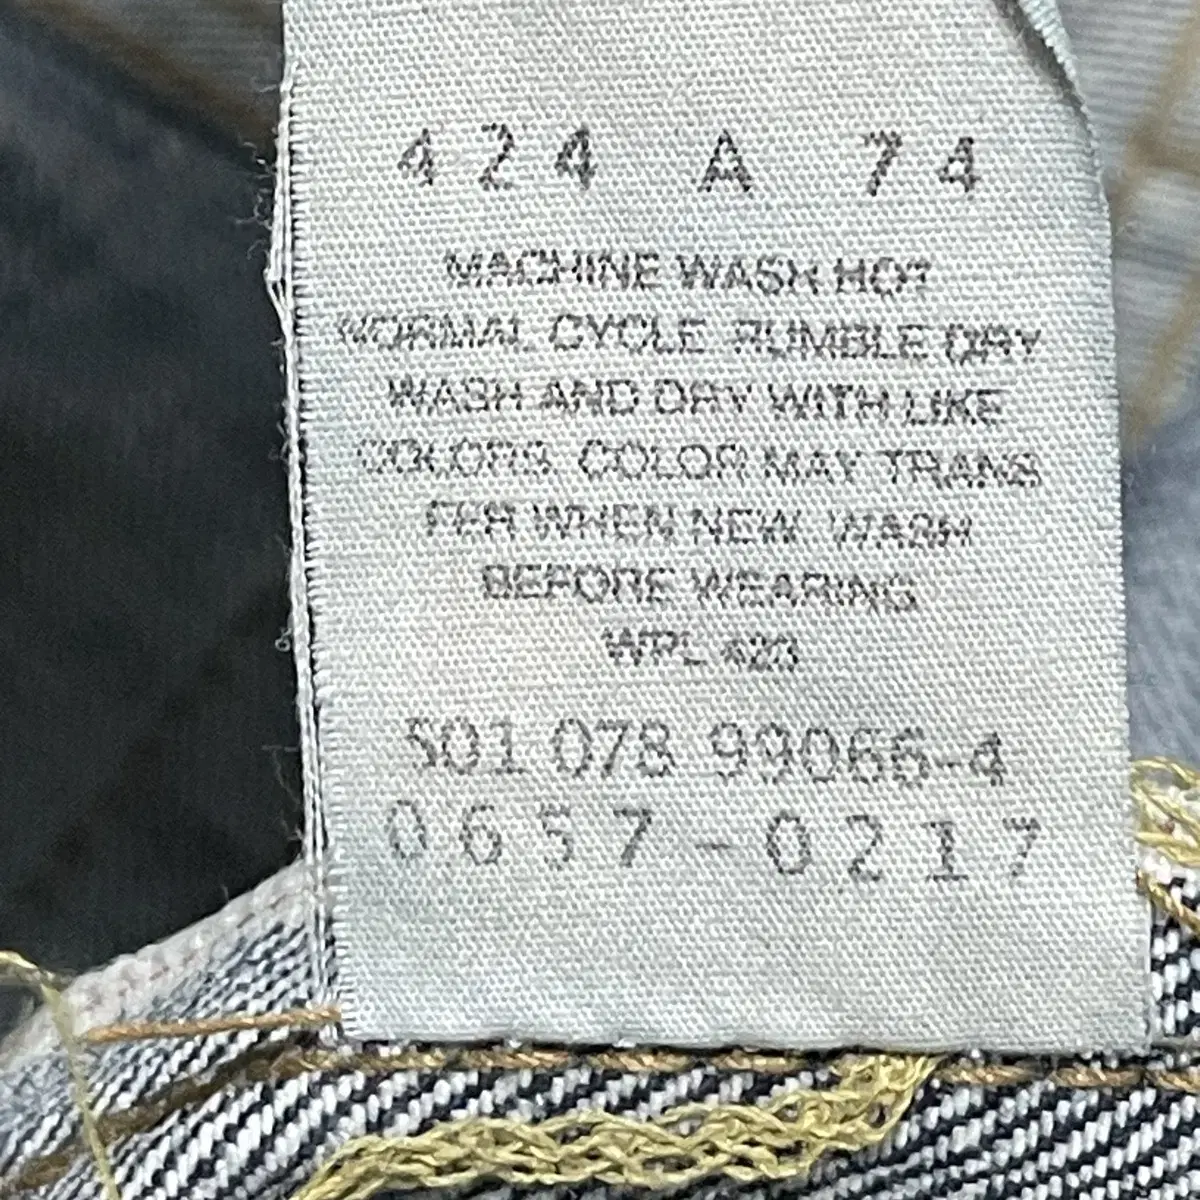 424 A 74
MACHINE WASH HOT
NORMAL CYCLE RUMBLE DRY
WASH AND DRY WITH LIKE
COLORS. COLOR MAY TRANS
FER WHEN NEW. WASH
BEFORE WEARING
WPL 423
501 078 99066-4
0657-0217